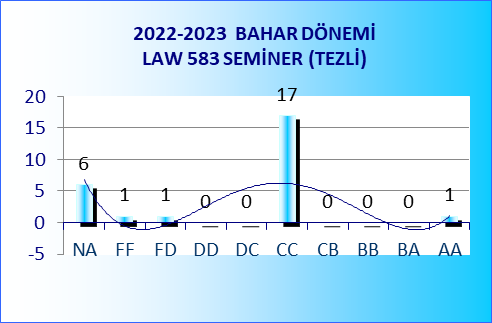 2022-2023 BAHAR DÖNEMİ
LAW 583 SEMİNER (TEZLİ)
20
15
10
5
0
-5
6 1 1 0 0 17 0 0 0 1
NA FF FD DD DC CC CB BB BA AA